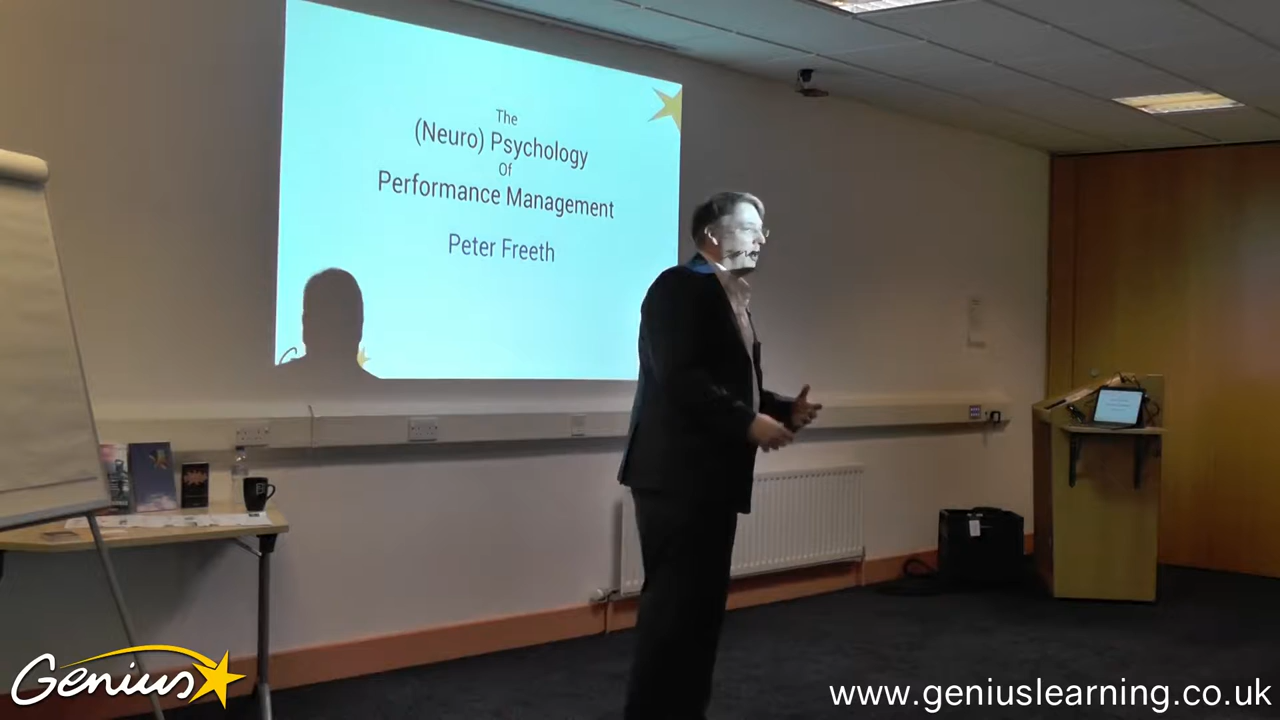 The
(Neuro) Psychology
Of
Performance Management
Peter Freeth
Genius
www.geniuslearning.co.uk